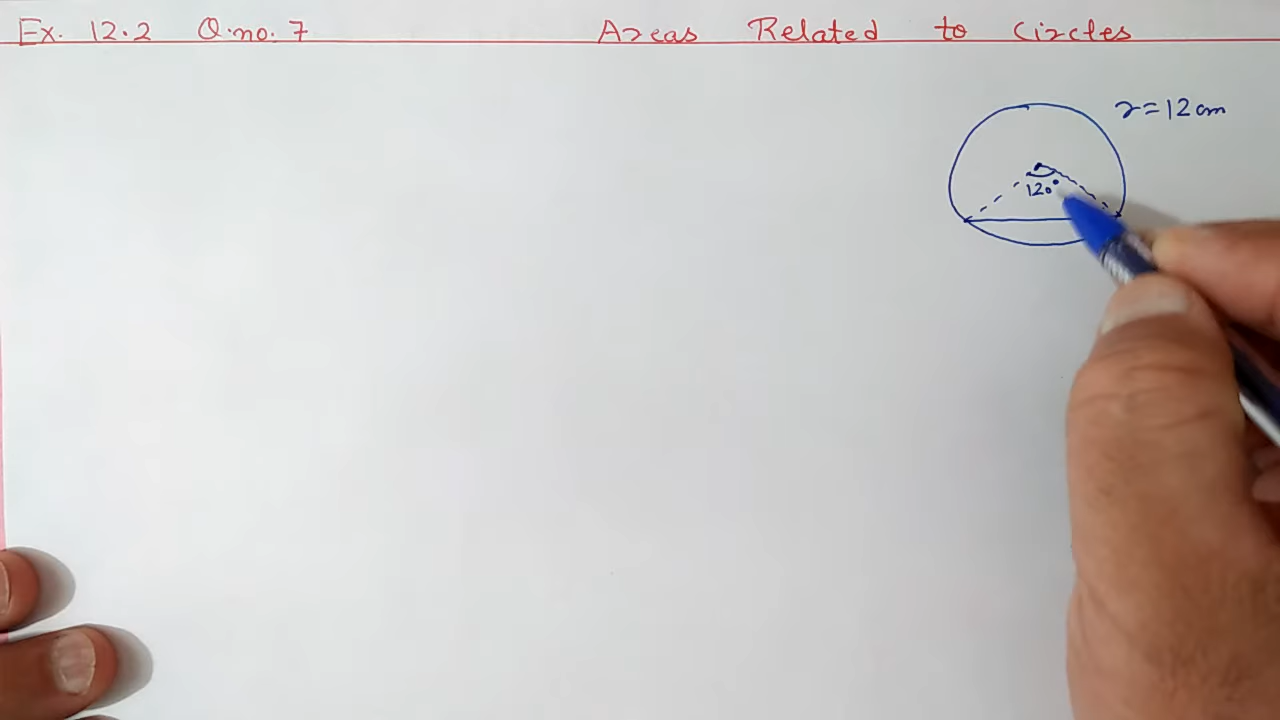 Ex. 12.2 Q.no. 7 Areas Related to Circles
r = 12 cm
120°